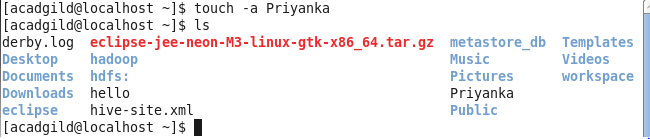 [acadgild@localhost ~]$ touch -a Priyanka
[acadgild@localhost ~]$ ls
derby.log  eclipse-jee-neon-M3-linux-gtk-x86_64.tar.gz  metastore_db  Templates
Desktop    hadoop                                       Music         Videos
Documents  hdfs:                                        Pictures      workspace
Downloads  hello                                        Priyanka
eclipse    hive-site.xml                                Public
[acadgild@localhost ~]$